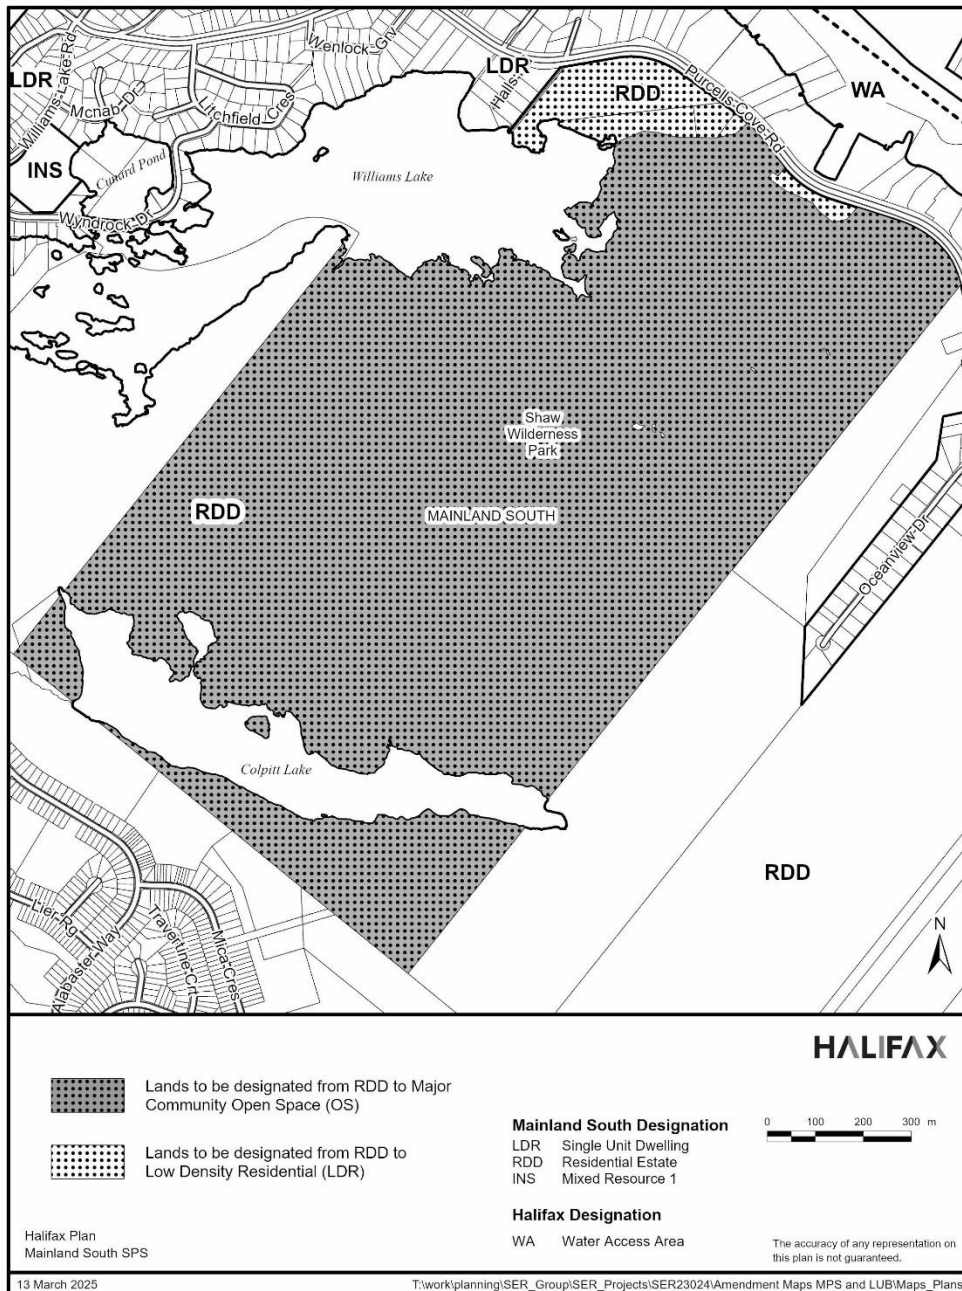 Wenlock Grv
LDR
LDR
Halls
Purcells Cove Rd
RDD
WA
Williams Lake Rd
Mcnab Dr
Litchfield Cres
INS
Cunard Pond
Williams Lake
Wyndrock Dr
Shaw
Wilderness
Park
RDD
MAINLAND SOUTH
Oceanview Dr
Colpitt Lake
RDD
N
Lier Rg
Alabaster Way
Travertine Crt
Mica Cres
HALIFAX
Lands to be designated from RDD to Major
Community Open Space (OS)
Lands to be designated from RDD to
Low Density Residential (LDR)
Mainland South Designation
LDR Single Unit Dwelling
RDD Residential Estate
INS Mixed Resource 1
0 100 200 300 m
Halifax Designation
WA Water Access Area
Halifax Plan
Mainland South SPS
The accuracy of any representation on
this plan is not guaranteed.
13 March 2025
T:\work\planning\SER_Group\SER_Projects\SER23024\Amendment Maps MPS and LUB\Maps_Plans